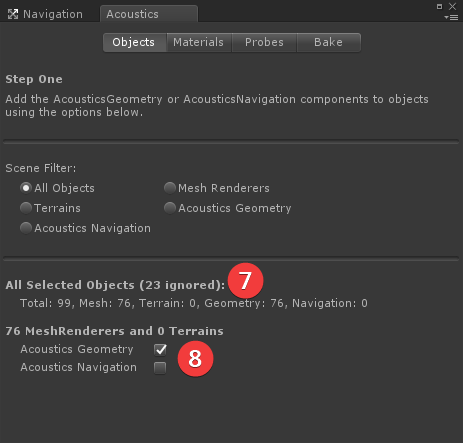 Navigation
Acoustics
Objects
Materials
Probes
Bake
Step One
Add the AcousticsGeometry or AcousticsNavigation components to objects
using the options below.
Scene Filter:
All Objects
Mesh Renderers
Terrains
Acoustics Geometry
Acoustics Navigation
All Selected Objects (23 ignored):
7
Total: 99, Mesh: 76, Terrain: 0, Geometry: 76, Navigation: 0
76 MeshRenderers and 0 Terrains
Acoustics Geometry
8
Acoustics Navigation